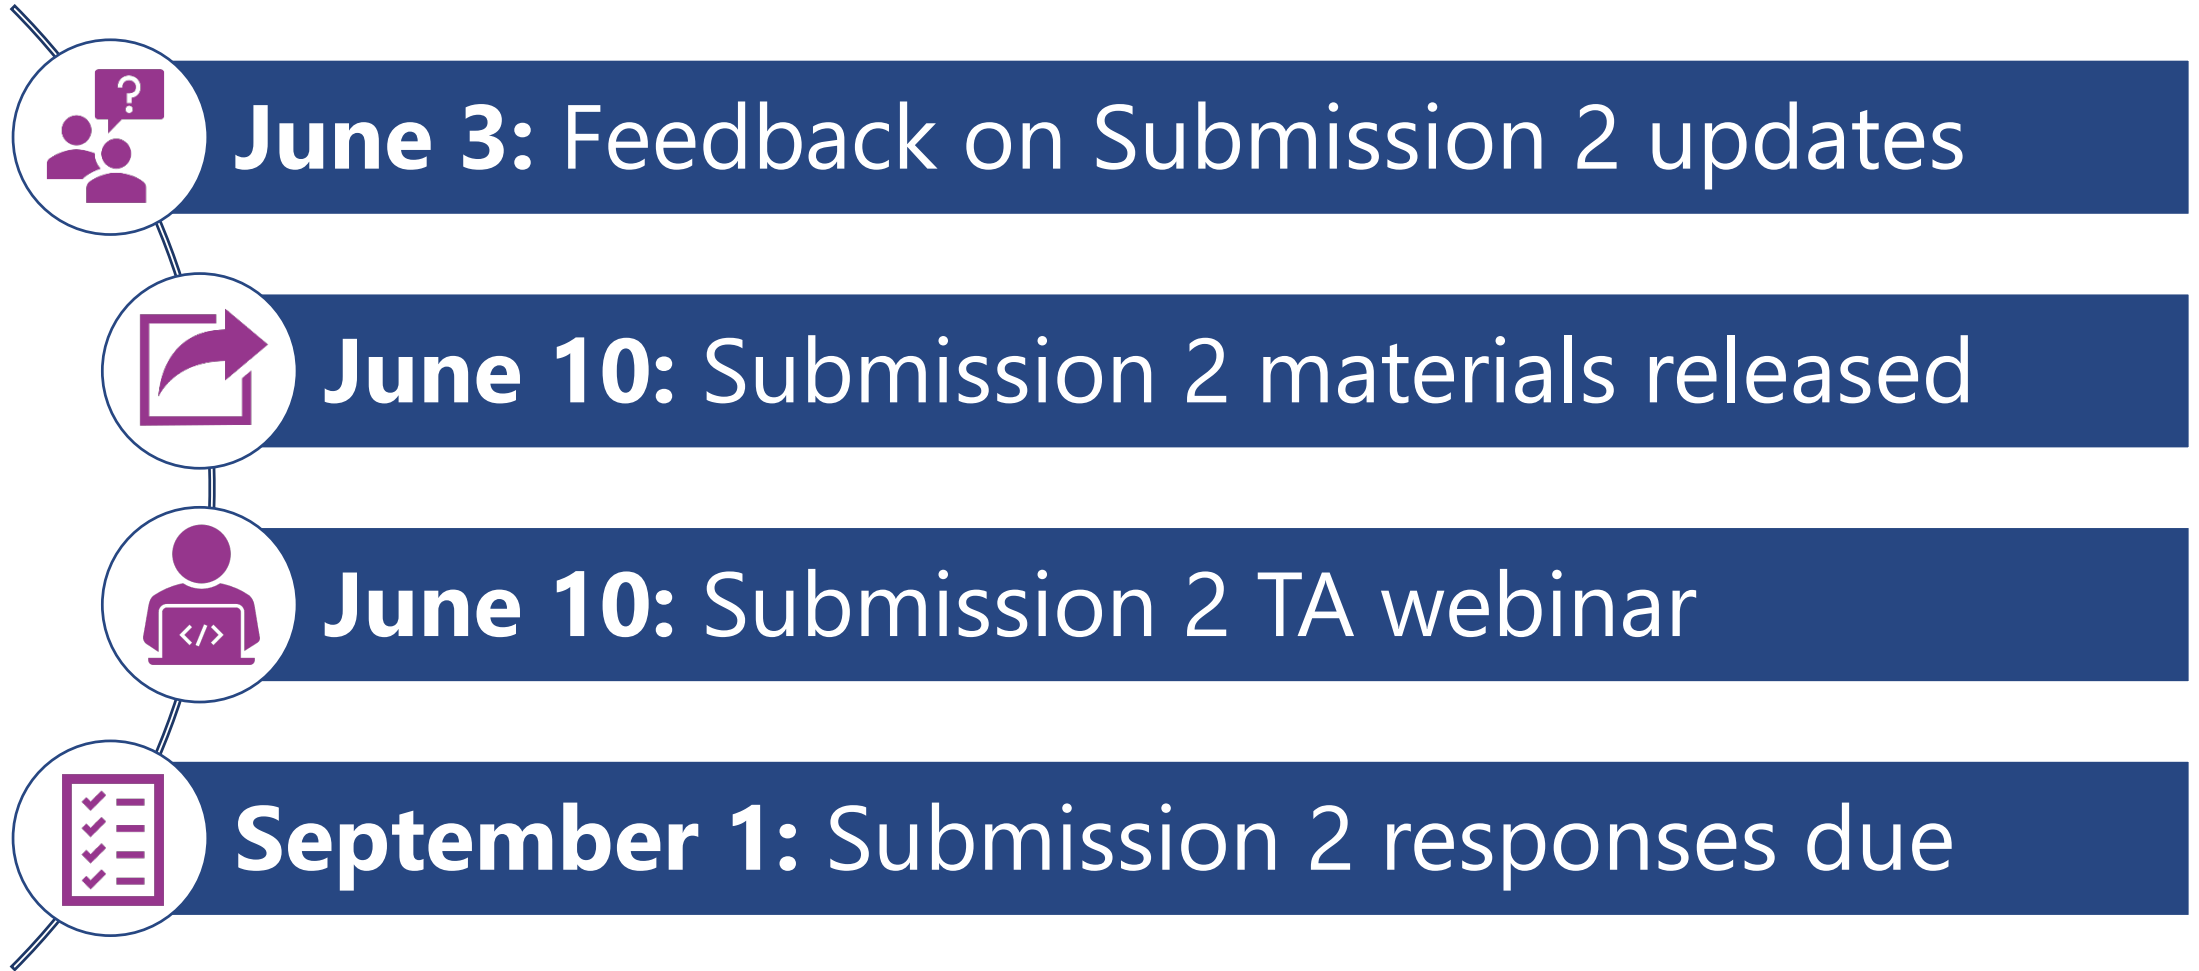 ?
June 3: Feedback on Submission 2 updates
June 10: Submission 2 materials released
</>
June 10: Submission 2 TA webinar
September 1: Submission 2 responses due